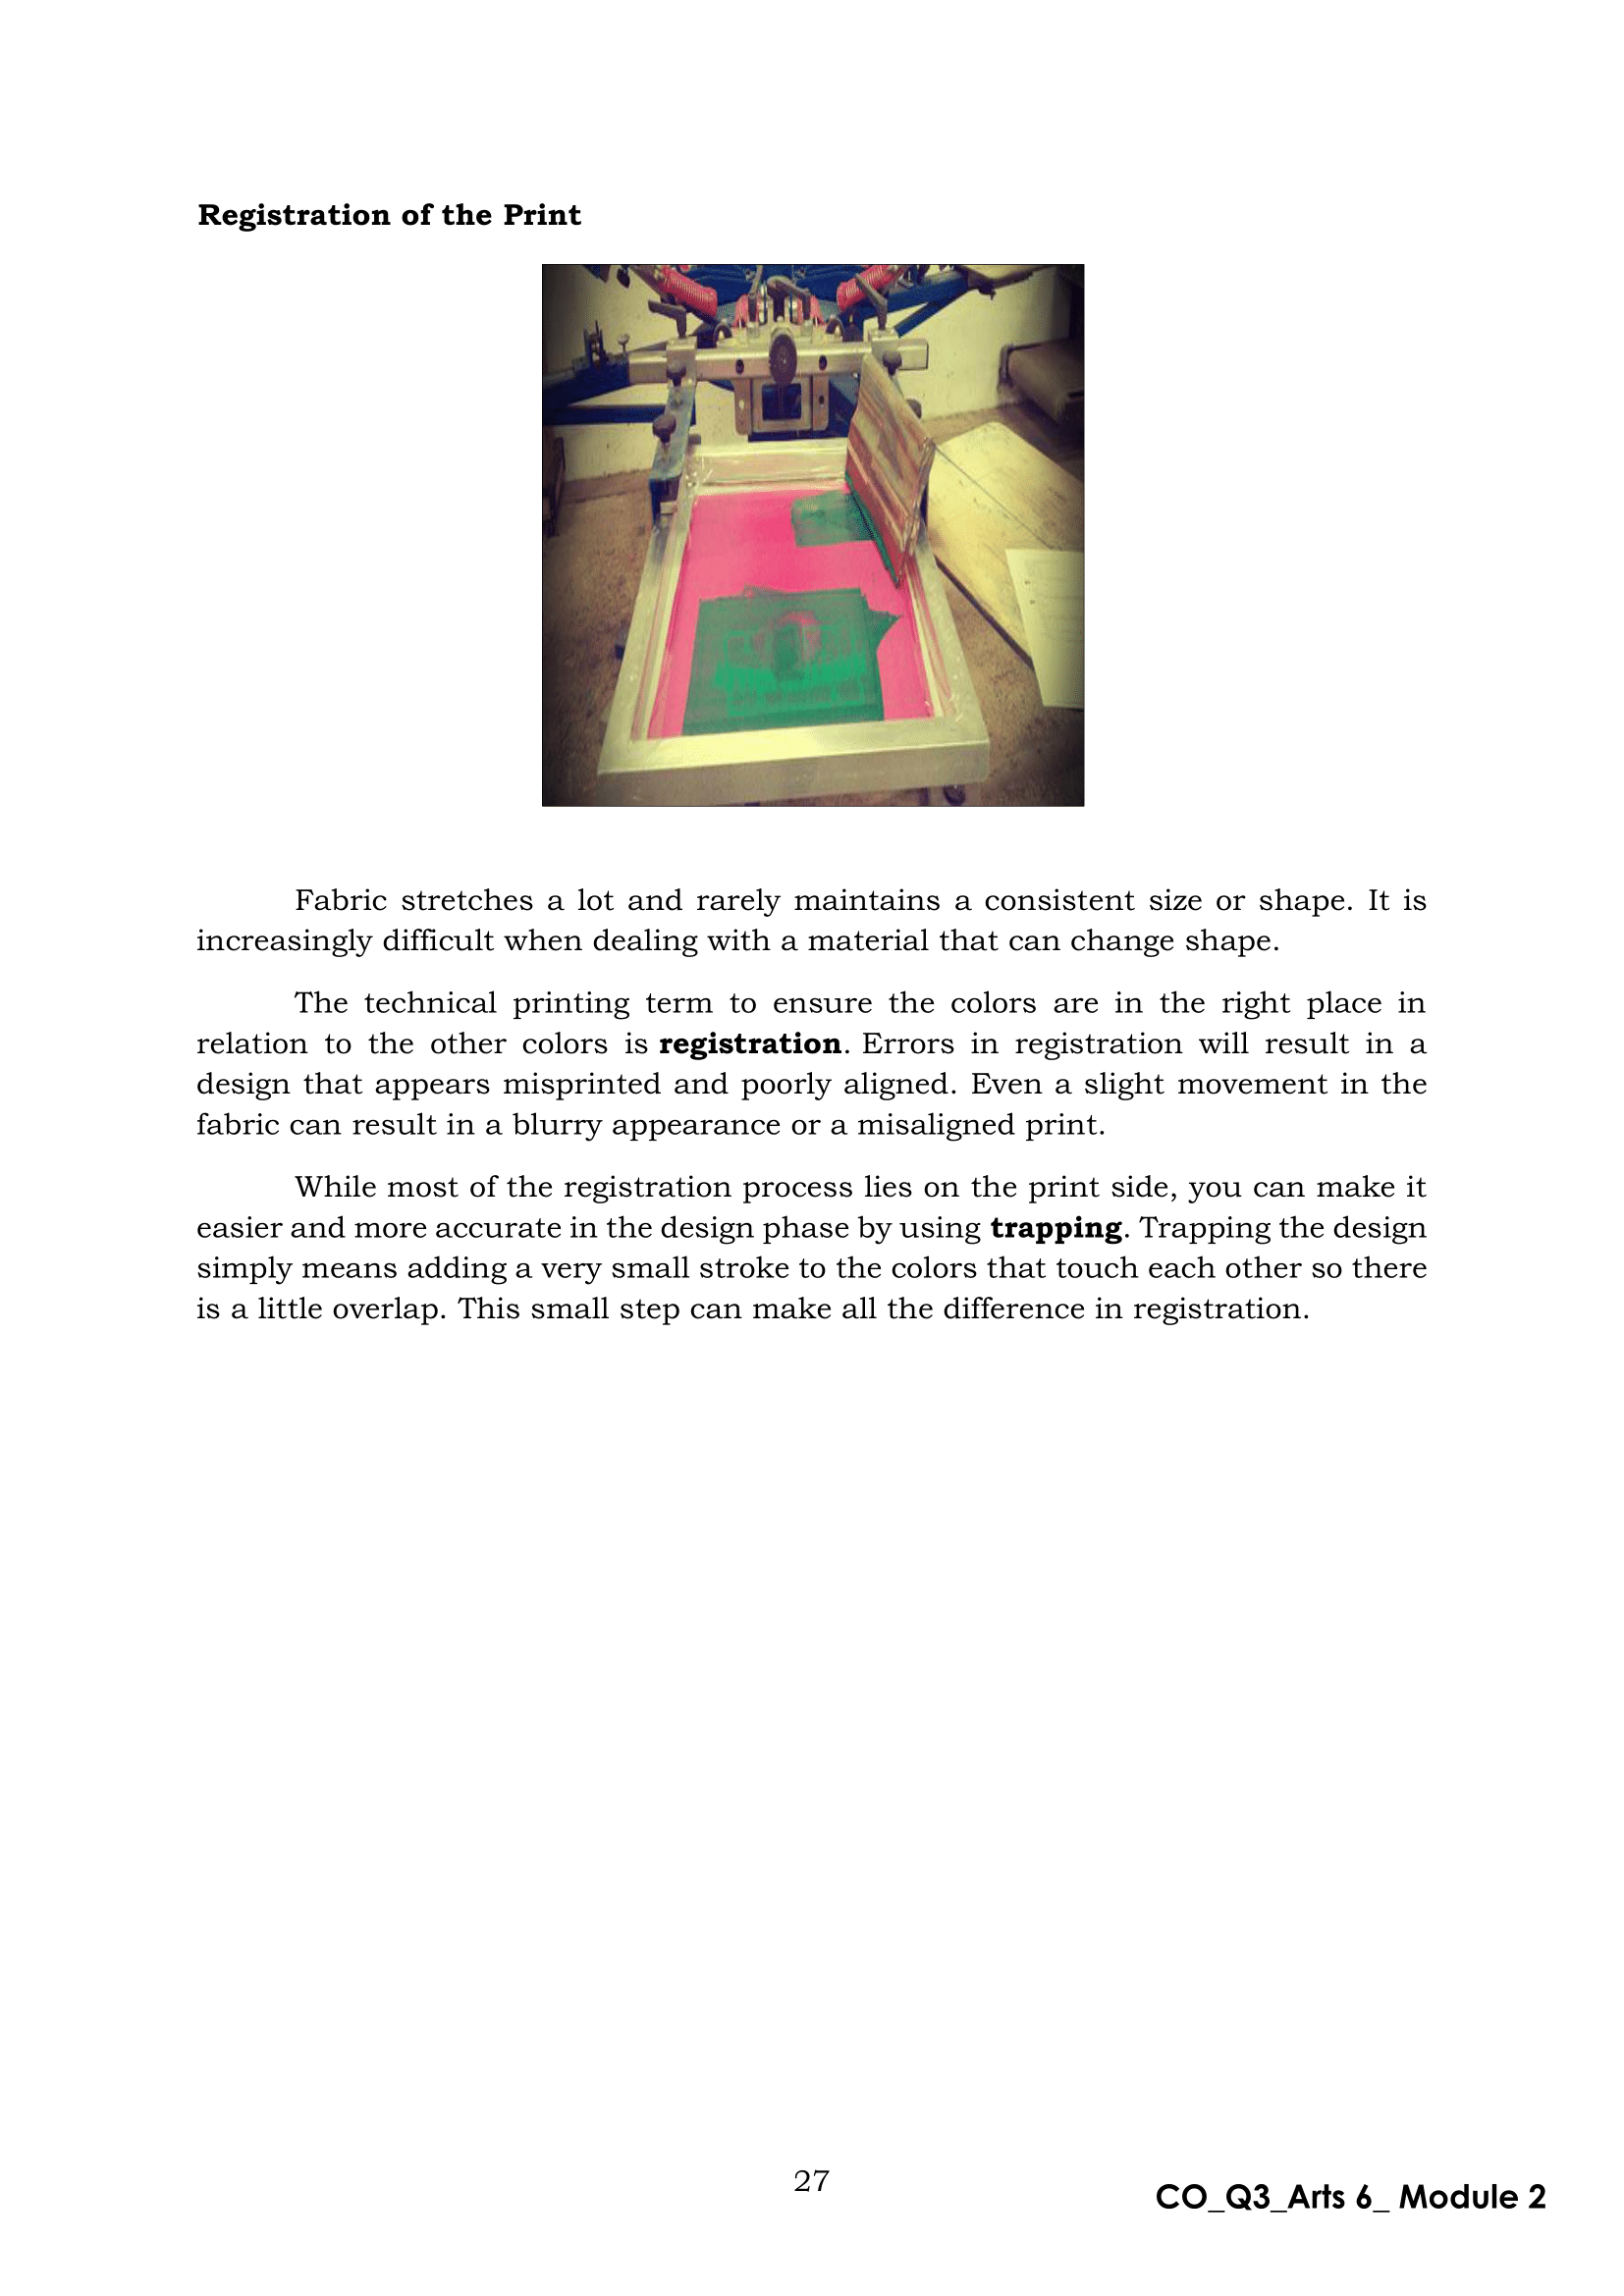 Registration of the Print
Fabric stretches a lot and rarely maintains a consistent size or shape. It is
increasingly difficult when dealing with a material that can change shape.
The technical printing term to ensure the colors are in the right place in
relation to the other colors is registration. Errors in registration will result in a
design that appears misprinted and poorly aligned. Even a slight movement in the
fabric can result in a blurry appearance or a misaligned print.
While most of the registration process lies on the print side, you can make it
easier and more accurate in the design phase by using trapping. Trapping the design
simply means adding a very small stroke to the colors that touch each other so there
is a little overlap. This small step can make all the difference in registration.
27
CO_Q3_Arts 6_ Module 2